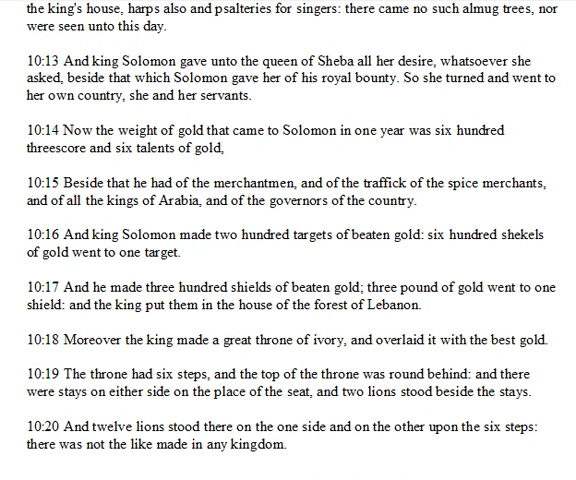 the king's house, harps also and psalteries for singers: there came no such almug trees, nor
were seen unto this day.
10:13 And king Solomon gave unto the queen of Sheba all her desire, whatsoever she
asked, beside that which Solomon gave her of his royal bounty. So she turned and went to
her own country, she and her servants.
10:14 Now the weight of gold that came to Solomon in one year was six hundred
threescore and six talents of gold,
10:15 Beside that he had of the merchantmen, and of the traffick of the spice merchants,
and of all the kings of Arabia, and of the governors of the country.
10:16 And king Solomon made two hundred targets of beaten gold: six hundred shekels
of gold went to one target.
10:17 And he made three hundred shields of beaten gold; three pound of gold went to one
shield: and the king put them in the house of the forest of Lebanon.
10:18 Moreover the king made a great throne of ivory, and overlaid it with the best gold.
10:19 The throne had six steps, and the top of the throne was round behind: and there
were stays on either side on the place of the seat, and two lions stood beside the stays.
10:20 And twelve lions stood there on the one side and on the other upon the six steps:
there was not the like made in any kingdom.